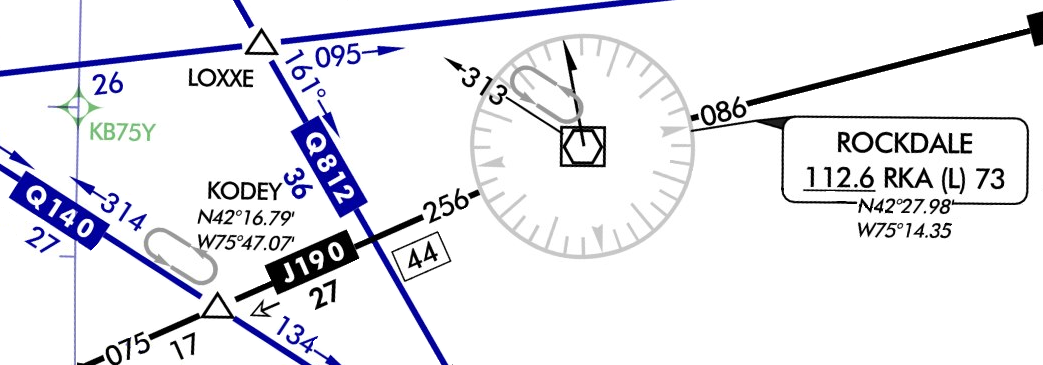 095
LOXXE
161°
26
KB75Y
313
086
ROCKDALE
112.6 RKA (L) 73
N42°27.98'
W75°14.35
Q812
36
KODEY
N42°16.79'
W75°47.07'
Q140
314
27
256
J190
44
27
075
17
134